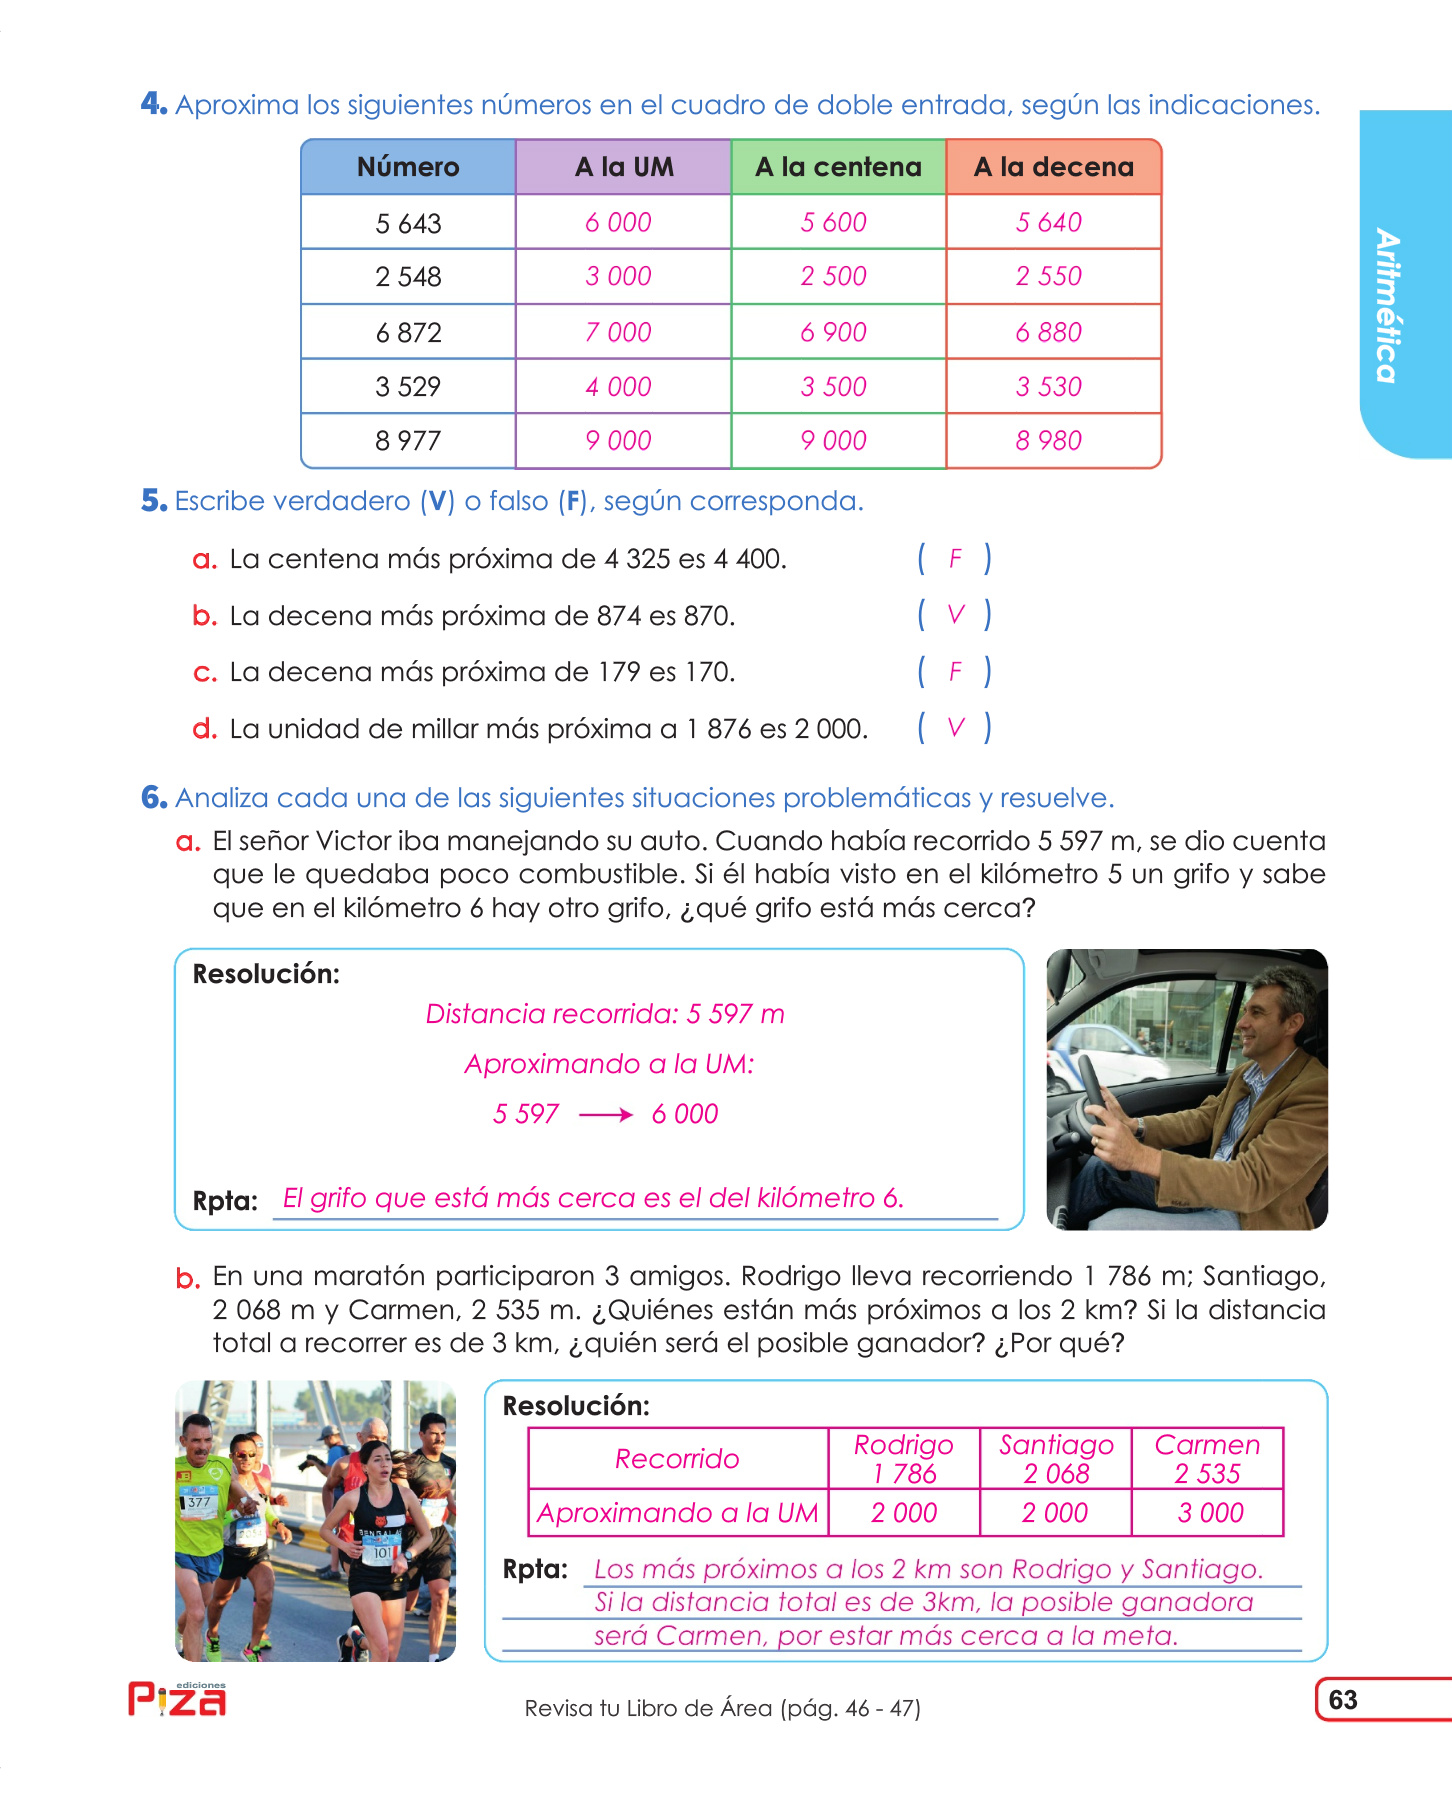 4. Aproxima los siguientes números en el cuadro de doble entrada, según las indicaciones.
Número A la UM A la centena A la decena
5 643 6 000 5 600 5 640
2 548 3 000 2 500 2 550
6 872 7 000 6 900 6 880
3 529 4 000 3 500 3 530
8 977 9 000 9 000 8 980
Aritmética
5. Escribe verdadero (V) o falso (F), según corresponda.
a. La centena más próxima de 4 325 es 4 400. ( F )
b. La decena más próxima de 874 es 870. ( V )
c. La decena más próxima de 179 es 170. ( F )
d. La unidad de millar más próxima a 1 876 es 2 000. ( V )
6. Analiza cada una de las siguientes situaciones problemáticas y resuelve.
a. El señor Victor iba manejando su auto. Cuando había recorrido 5 597 m, se dio cuenta
que le quedaba poco combustible. Si él había visto en el kilómetro 5 un grifo y sabe
que en el kilómetro 6 hay otro grifo, ¿qué grifo está más cerca?
Resolución:
Distancia recorrida: 5 597 m
Aproximando a la UM:
5 597 → 6 000
Rpta: El grifo que está más cerca es el del kilómetro 6.
b. En una maratón participaron 3 amigos. Rodrigo lleva recorriendo 1 786 m; Santiago,
2 068 m y Carmen, 2 535 m. ¿Quiénes están más próximos a los 2 km? Si la distancia
total a recorrer es de 3 km, ¿quién será el posible ganador? ¿Por qué?
377
BENGALA
101
Resolución:
Recorrido Rodrigo Santiago Carmen
1 786 2 068 2 535
Aproximando a la UM 2 000 2 000 3 000
Rpta: Los más próximos a los 2 km son Rodrigo y Santiago.
Si la distancia total es de 3km, la posible ganadora
será Carmen, por estar más cerca a la meta.
ediciones
Piza
Revisa tu Libro de Área (pág. 46 - 47)
63